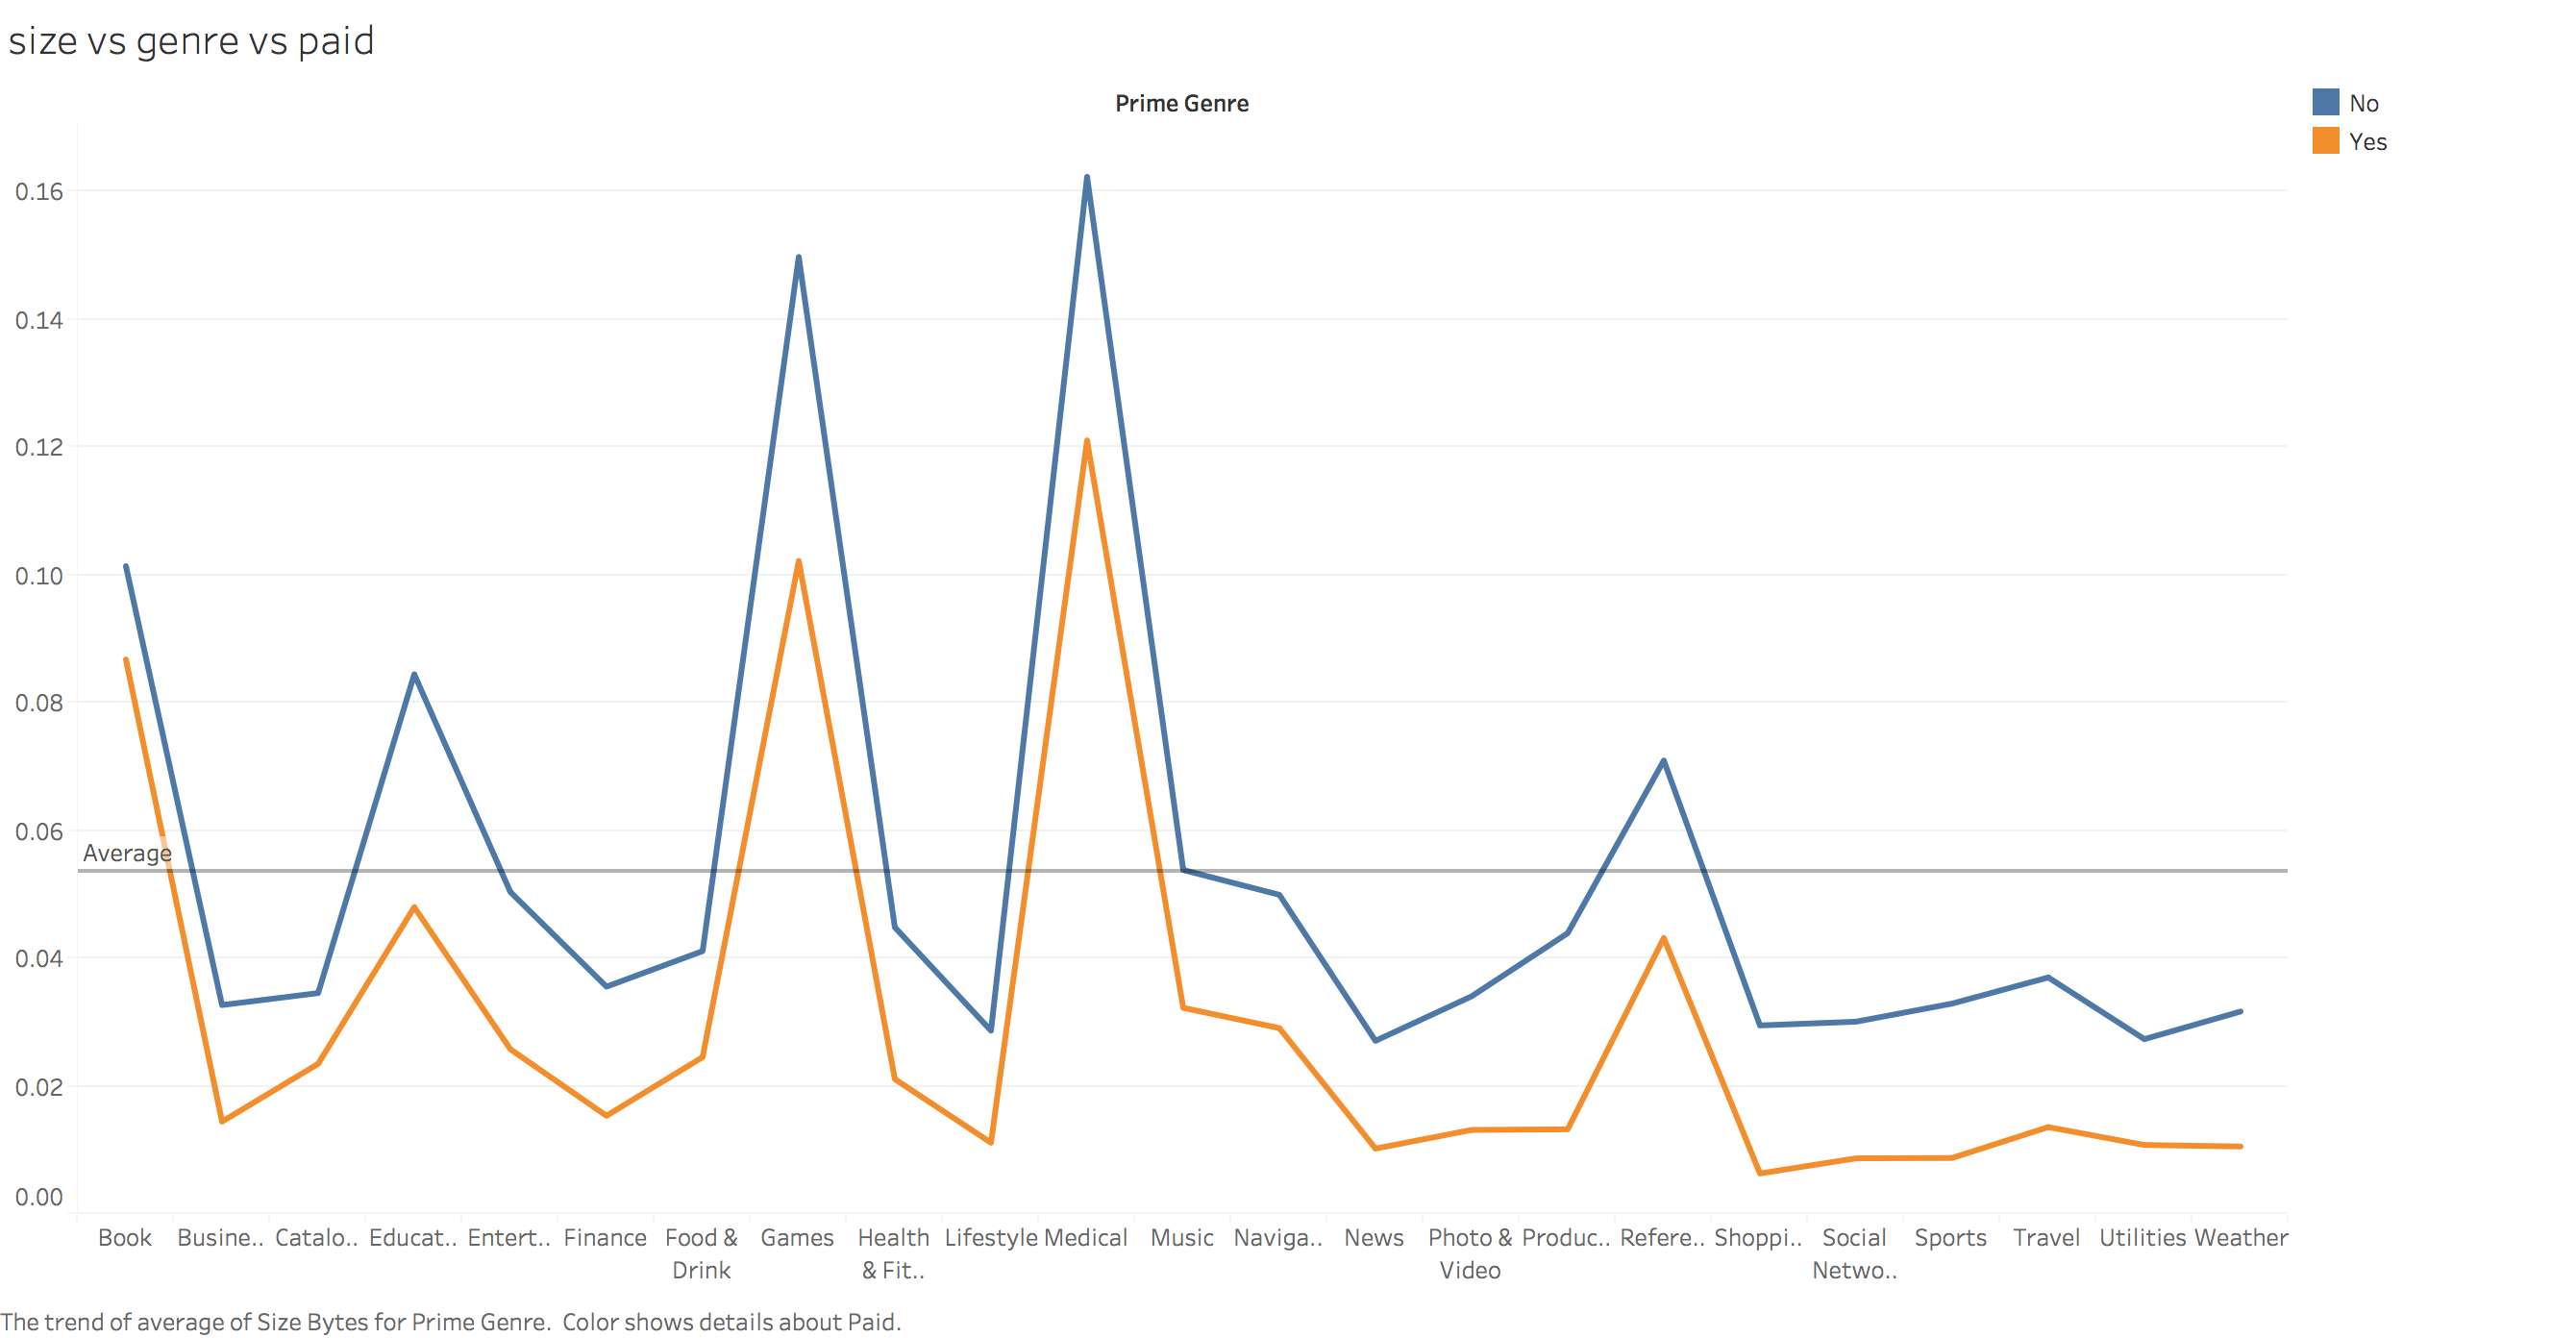 size vs genre vs paid
Prime Genre
No
Yes
0.16
0.14
0.12
0.10
0.08
0.06
Average
0.04
0.02
0.00
Book Busine.. Catalo.. Educat.. Entert.. Finance Food & Games Health Lifestyle Medical Music Naviga.. News Photo & Produc.. Refere.. Shoppi.. Social Sports Travel Utilities Weather
Drink & Fit.. Video Netwo..
The trend of average of Size Bytes for Prime Genre. Color shows details about Paid.